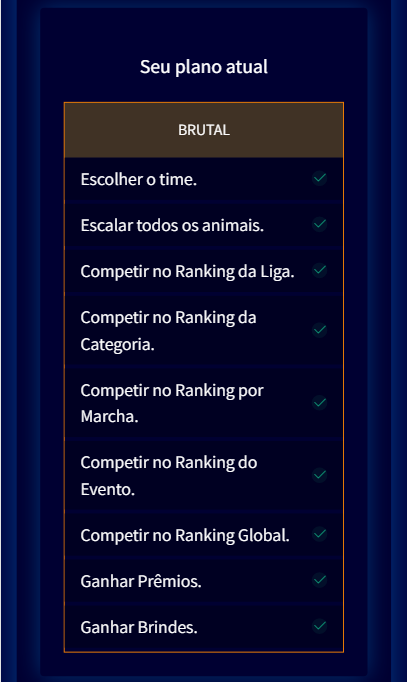 Seu plano atual
BRUTAL
Escolher o time.
Escalar todos os animais.
Competir no Ranking da Liga.
Competir no Ranking da
Categoria.
Competir no Ranking por
Marcha.
Competir no Ranking do
Evento.
Competir no Ranking Global.
Ganhar Prêmios.
Ganhar Brindes.